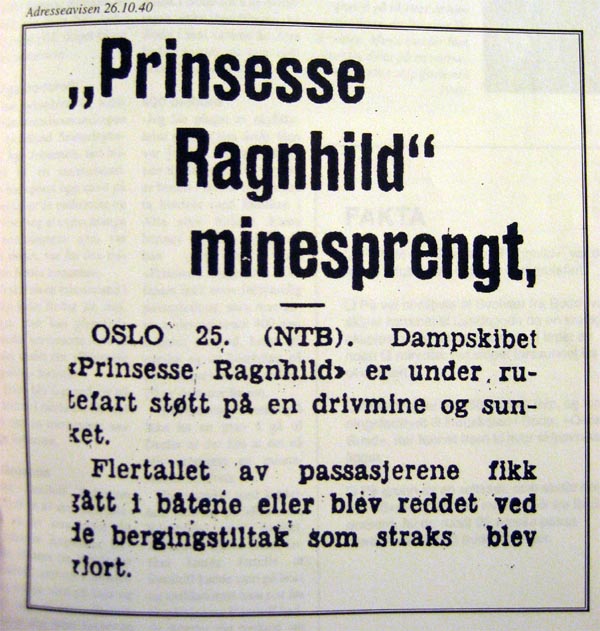 Adresseavisen 26.10.40
„Prinsesse
Ragnhild“
minesprengt,
OSLO 25. (NTB). Dampskibet
«Prinsesse Ragnhild» er under ru-
tefart støtt på en drivmine og sun-
ket.
Flertallet av passasjerene fikk
gått i båtene eller blev reddet ved
de bergingstiltak som straks blev
gjort.
FAKTA